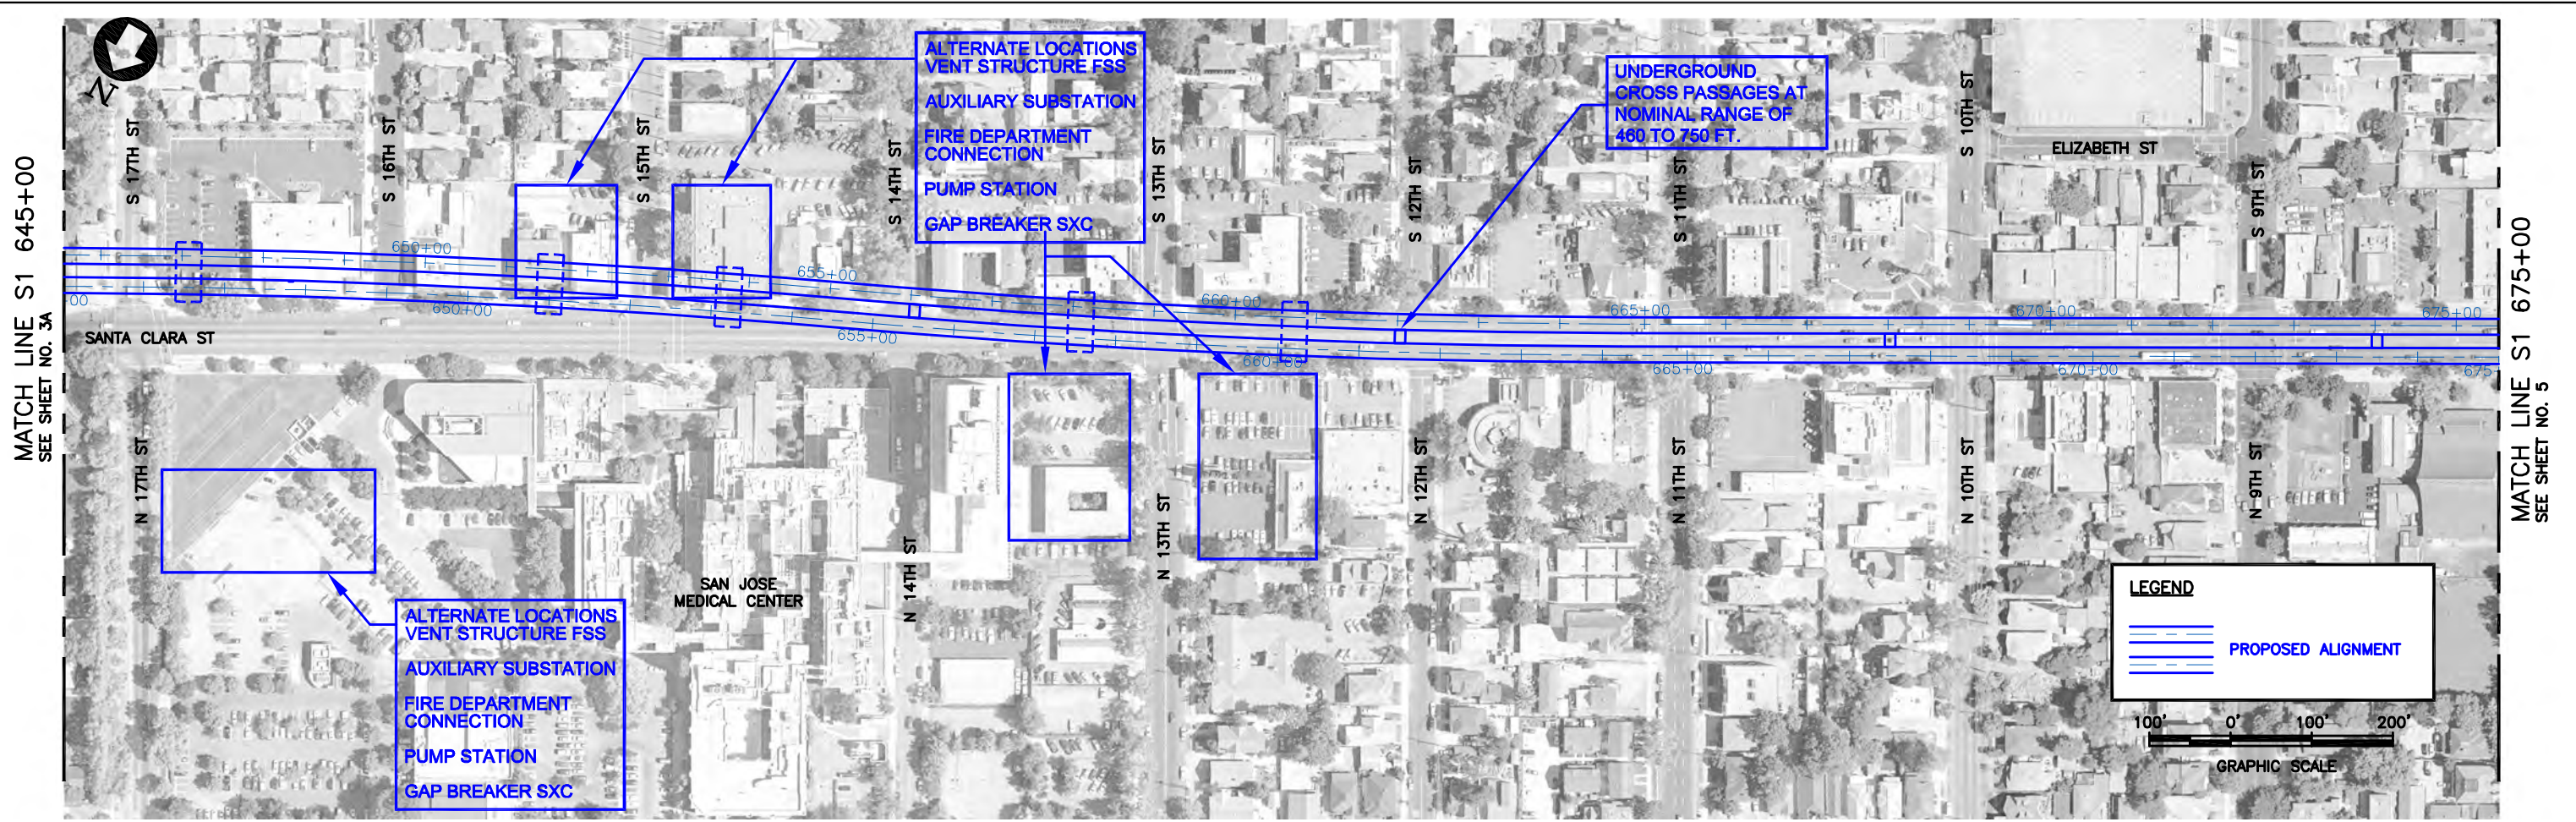 N
MATCH LINE S1 645+00
SEE SHEET NO. 3A
S 17TH ST
S 16TH ST
S 15TH ST
S 14TH ST
ALTERNATE LOCATIONS
VENT STRUCTURE FSS
AUXILIARY SUBSTATION
FIRE DEPARTMENT
CONNECTION
PUMP STATION
GAP BREAKER SXC
S 13TH ST
S 12TH ST
UNDERGROUND
CROSS PASSAGES AT
NOMINAL RANGE OF
460 TO 750 FT.
S 11TH ST
S 10TH ST
ELIZABETH ST
S 9TH ST
650+00
655+00
660+00
665+00
670+00
675+00
+00
650+00
655+00
660+00
665+00
670+00
675+
SANTA CLARA ST
MATCH LINE S1 675+00
SEE SHEET NO. 5
N 17TH ST
SAN JOSE
MEDICAL CENTER
N 14TH ST
N 13TH ST
N 12TH ST
N 11TH ST
N 10TH ST
N 9TH ST
ALTERNATE LOCATIONS
VENT STRUCTURE FSS
AUXILIARY SUBSTATION
FIRE DEPARTMENT
CONNECTION
PUMP STATION
GAP BREAKER SXC
LEGEND
PROPOSED ALIGNMENT
100' 0' 100' 200'
GRAPHIC SCALE